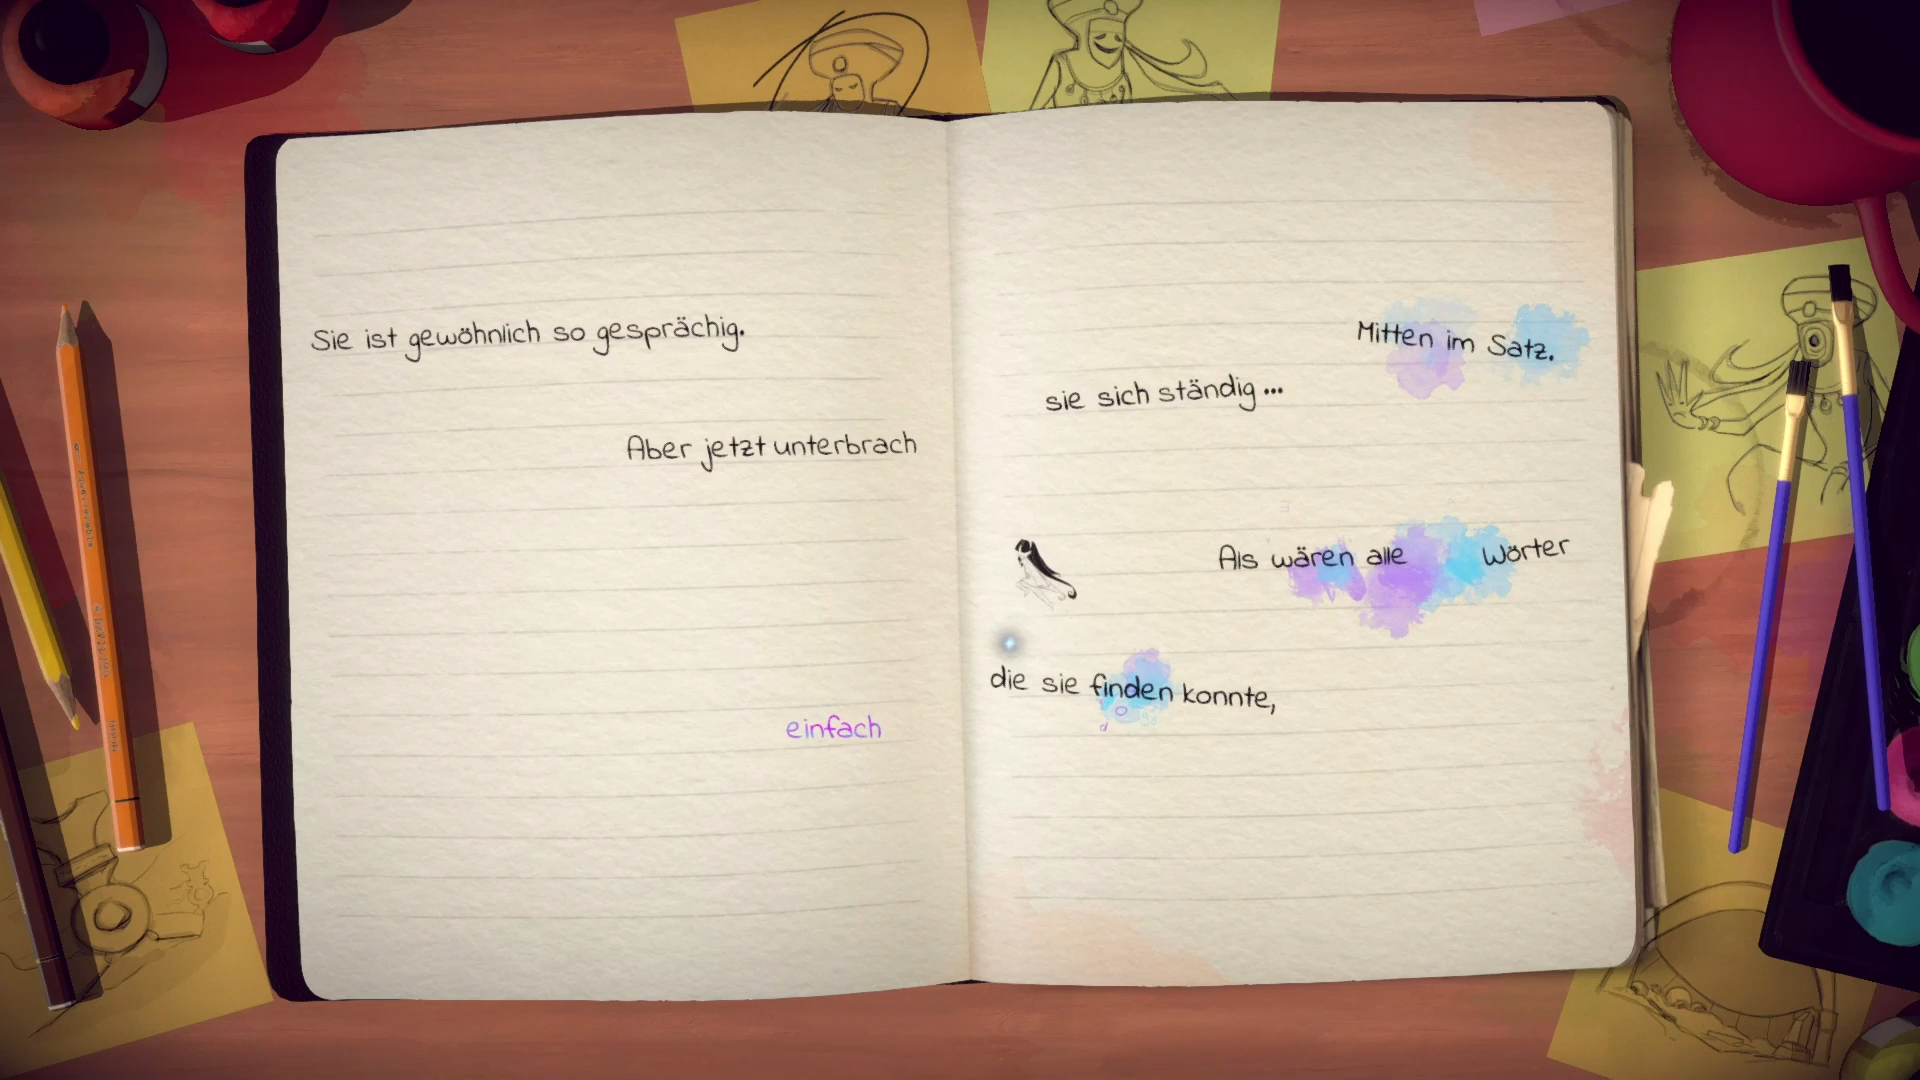 Sie ist gewöhnlich so gesprächig.
Aber jetzt unterbrach
einfach
Mitten im Satz.
sie sich ständig...
Als wären alle Wörter
die sie finden konnte,